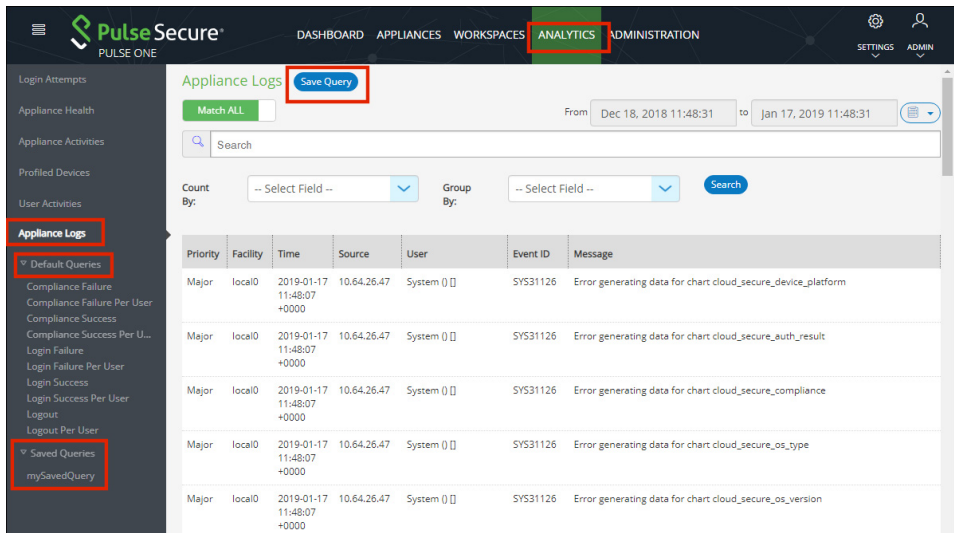 Pulse Secure®
PULSE ONE
DASHBOARD APPLIANCES WORKSPACES ANALYTICS ADMINISTRATION
SETTINGS ADMIN
Login Attempts
Appliance Health
Appliance Activities
Profiled Devices
User Activities
Appliance Logs
Default Queries
Compliance Failure
Compliance Failure Per User
Compliance Success
Compliance Success Per U...
Login Failure
Login Failure Per User
Login Success
Login Success Per User
Logout
Logout Per User
Saved Queries
mySavedQuery
Appliance Logs Save Query
Match ALL
From Dec 18, 2018 11:48:31 to Jan 17, 2019 11:48:31
Search
Count By: -- Select Field -- Group By: -- Select Field -- Search
Priority Facility Time Source User Event ID Message
Major local0 2019-01-17 10.64.26.47 System () [] SYS31126 Error generating data for chart cloud_secure_device_platform
11:48:07
+0000
Major local0 2019-01-17 10.64.26.47 System () [] SYS31126 Error generating data for chart cloud_secure_auth_result
11:48:07
+0000
Major local0 2019-01-17 10.64.26.47 System () [] SYS31126 Error generating data for chart cloud_secure_compliance
11:48:07
+0000
Major local0 2019-01-17 10.64.26.47 System () [] SYS31126 Error generating data for chart cloud_secure_os_type
11:48:07
+0000
Major local0 2019-01-17 10.64.26.47 System () [] SYS31126 Error generating data for chart cloud_secure_os_version
11:48:07
+0000